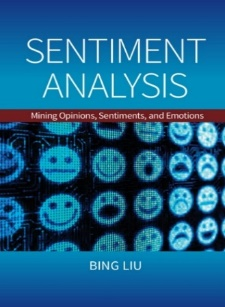 SENTIMENT
ANALYSIS
Mining Opinions, Sentiments, and Emotions
BING LIU